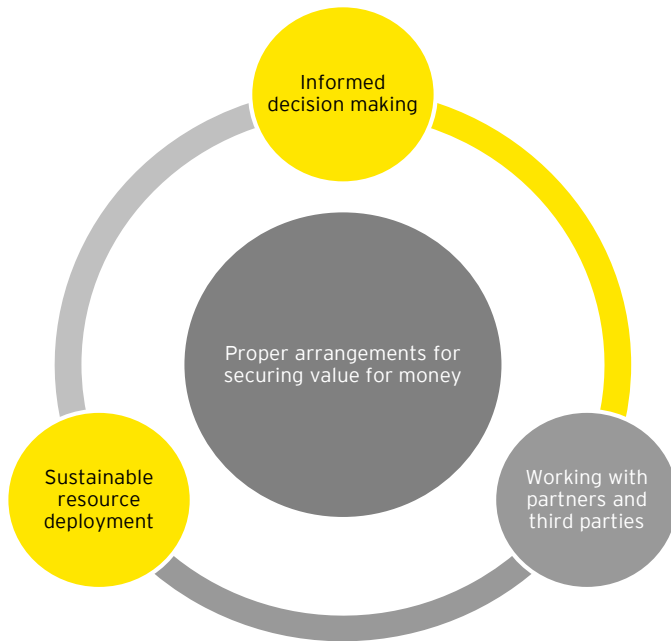 Informed
decision making
Proper arrangements for
securing value for money
Sustainable
resource
deployment
Working with
partners and
third parties